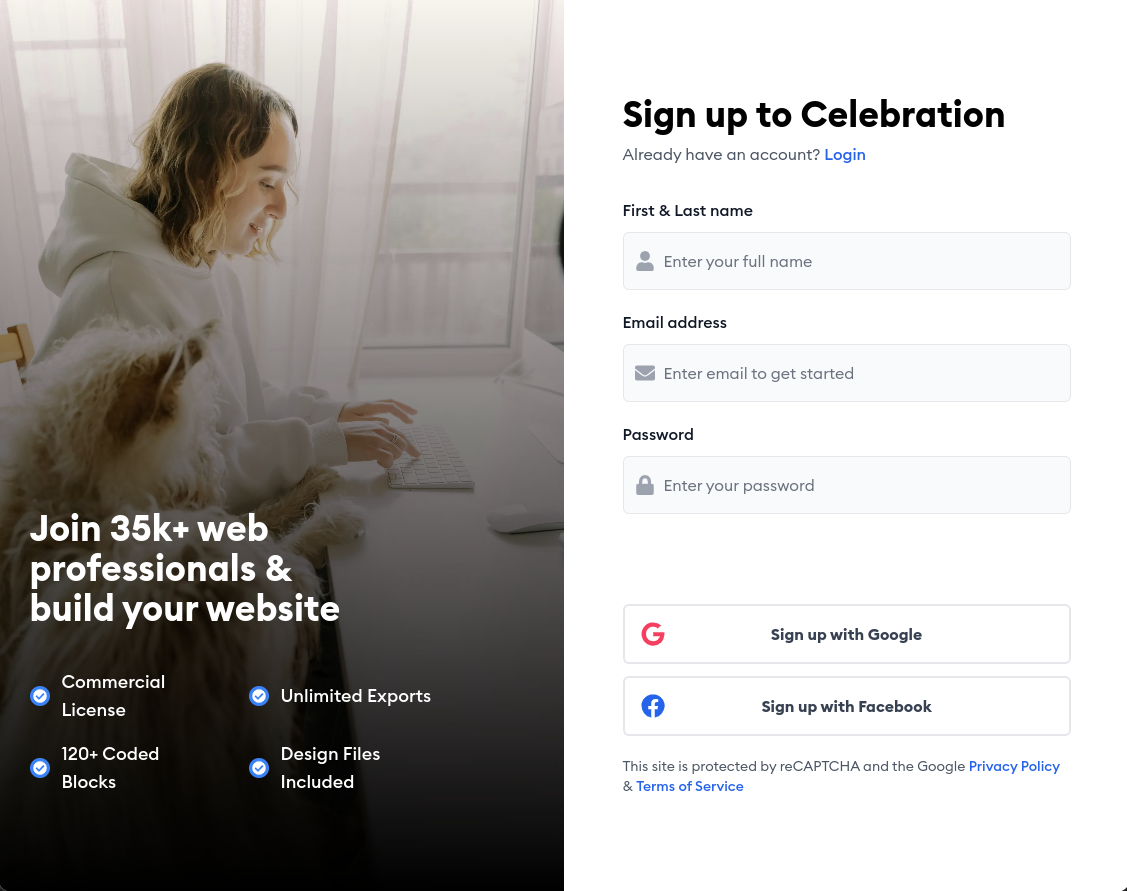 Join 35k+ web
professionals &
build your website
Commercial
License
Unlimited Exports
120+ Coded
Blocks
Design Files
Included
Sign up to Celebration
Already have an account? Login
First & Last name
Enter your full name
Email address
Enter email to get started
Password
Enter your password
Sign up with Google
Sign up with Facebook
This site is protected by reCAPTCHA and the Google Privacy Policy
& Terms of Service